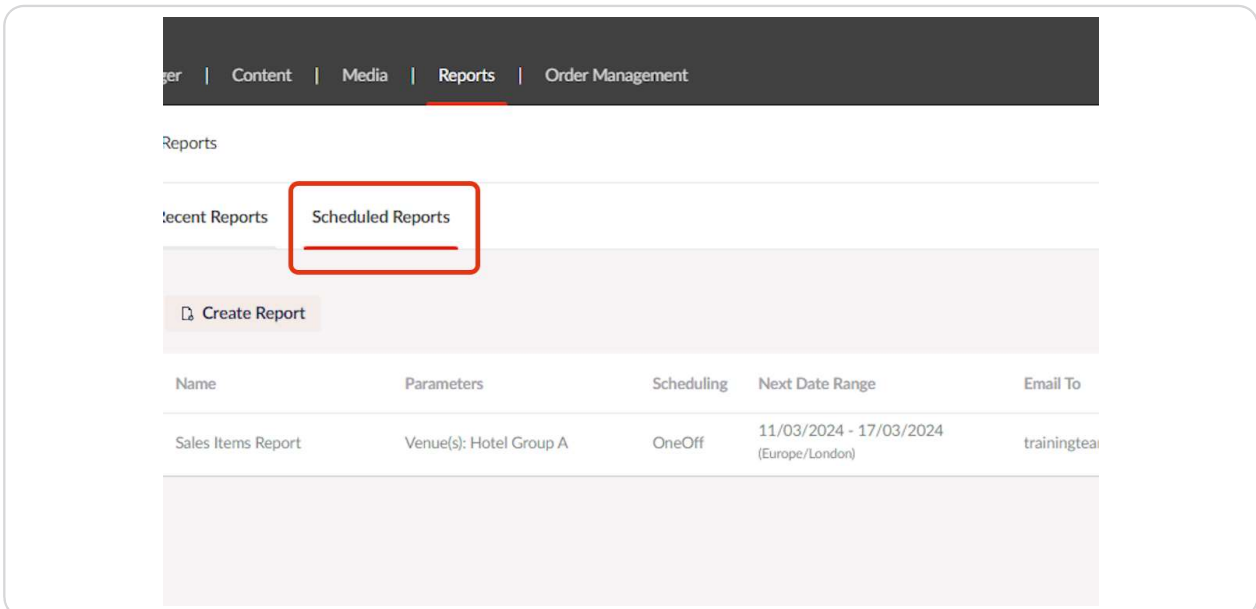 ger | Content | Media | Reports | Order Management
Reports
Recent Reports Scheduled Reports
Create Report
Name Parameters Scheduling Next Date Range Email To
Sales Items Report Venue(s): Hotel Group A OneOff 11/03/2024 - 17/03/2024 trainingtea
(Europe/London)